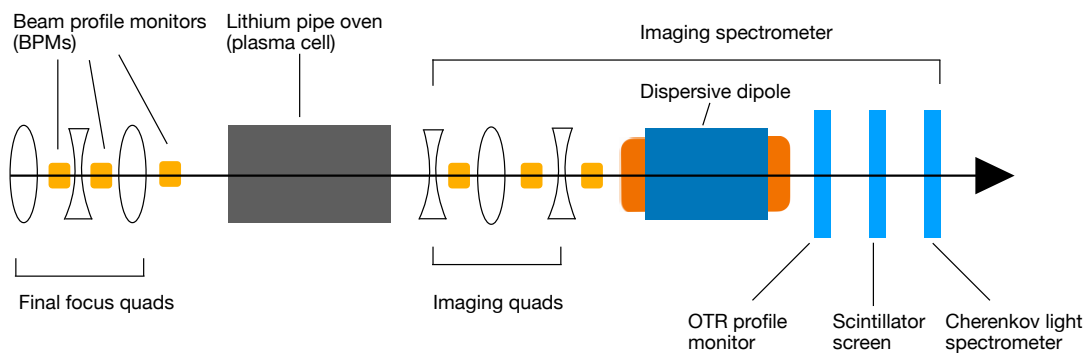 Beam profile monitors
(BPMs)
Lithium pipe oven
(plasma cell)
Imaging spectrometer
Dispersive dipole
Final focus quads
Imaging quads
OTR profile
monitor
Scintillator
screen
Cherenkov light
spectrometer